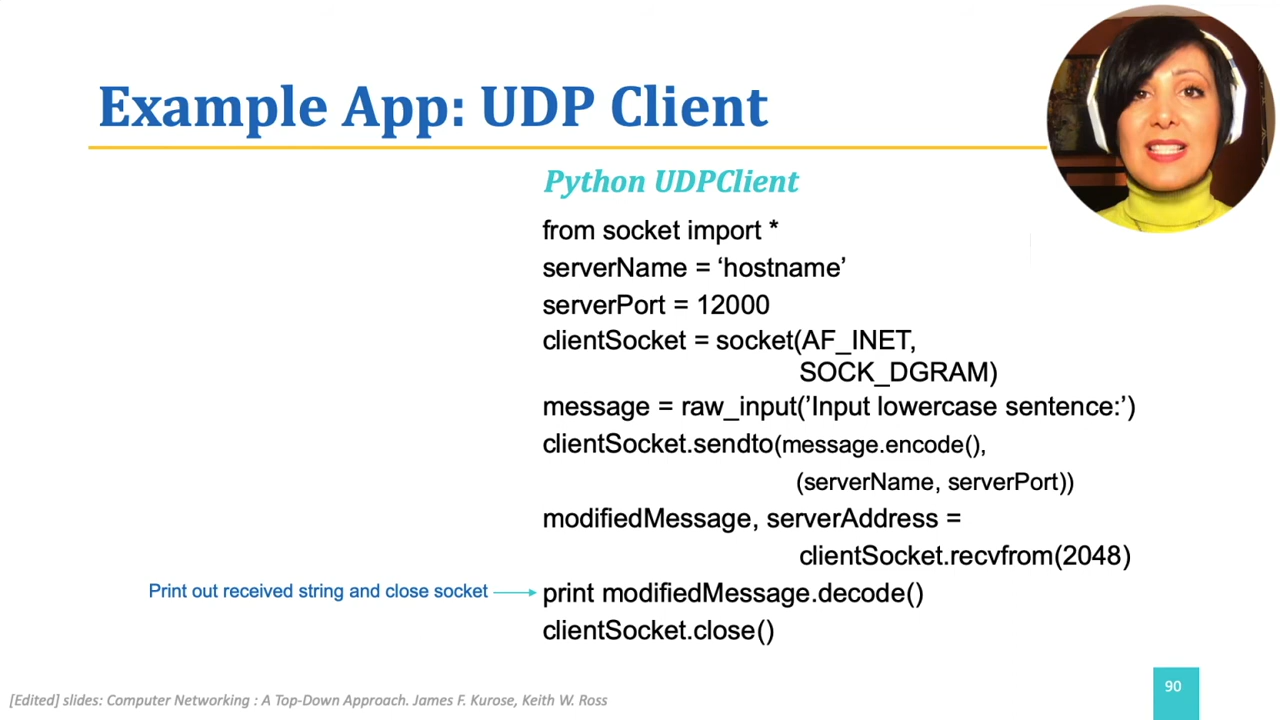 Example App: UDP Client
Python UDPClient
from socket import *
serverName = ‘hostname’
serverPort = 12000
clientSocket = socket(AF_INET,
SOCK_DGRAM)
message = raw_input(’Input lowercase sentence:’)
clientSocket.sendto(message.encode(),
(serverName, serverPort))
modifiedMessage, serverAddress =
clientSocket.recvfrom(2048)
Print out received string and close socket
print modifiedMessage.decode()
clientSocket.close()
[Edited] slides: Computer Networking : A Top-Down Approach. James F. Kurose, Keith W. Ross
90